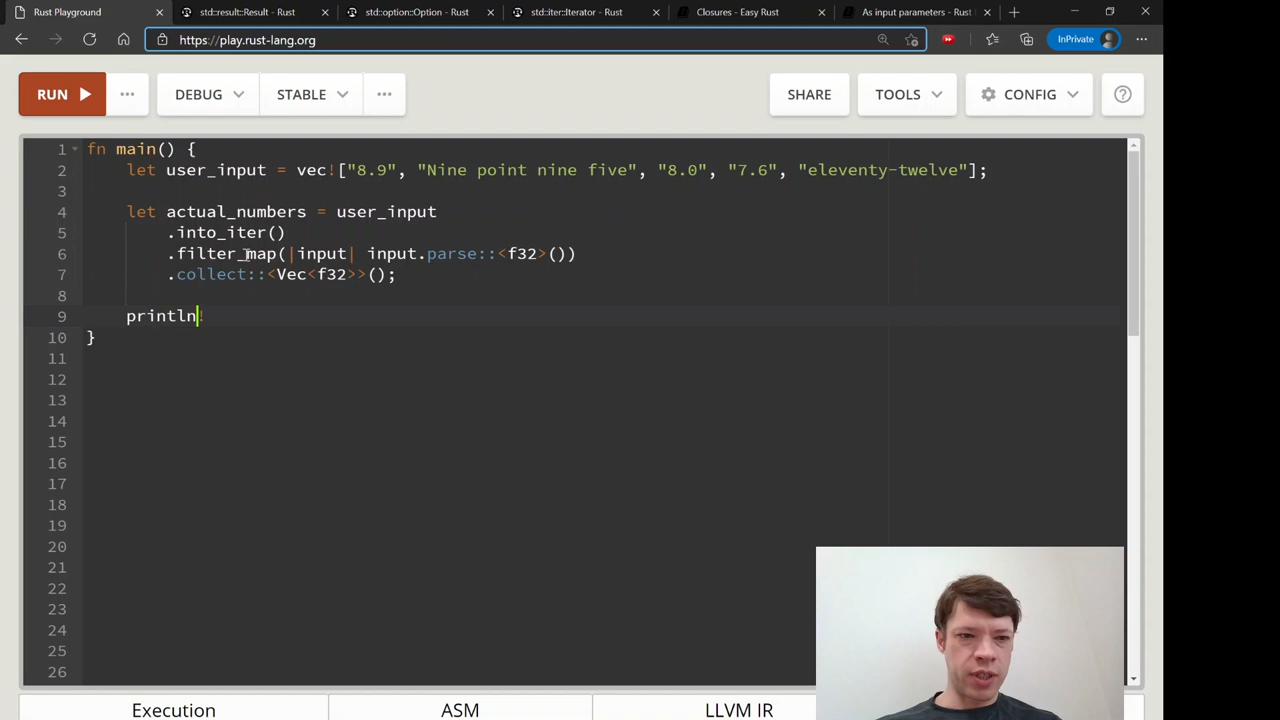 Rust Playground
std::result::Result - Rust
std::option::Option - Rust
std::iter::Iterator - Rust
Closures - Easy Rust
As input parameters - Rust
https://play.rust-lang.org
InPrivate
RUN
DEBUG
STABLE
SHARE
TOOLS
CONFIG
1 fn main() {
2 let user_input = vec!["8.9", "Nine point nine five", "8.0", "7.6", "eleventy-twelve"];
3
4 let actual_numbers = user_input
5 .into_iter()
6 .filter_map(|input| input.parse::<f32>())
7 .collect::<Vec<f32>>();
8
9 println!
10 }
11
12
13
14
15
16
17
18
19
20
21
22
23
24
25
26
Execution
ASM
LLVM IR